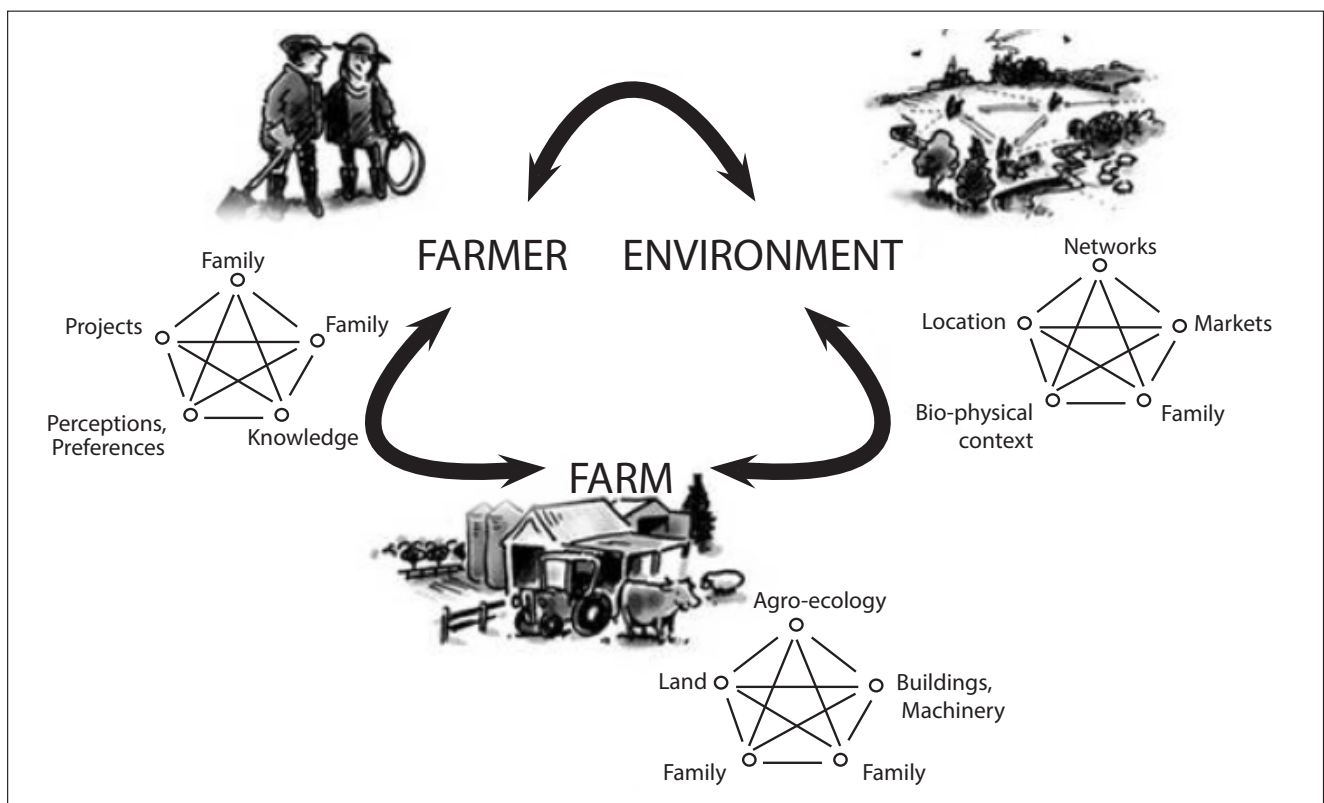 FARMER
ENVIRONMENT
Family
Projects
Family
Perceptions,
Preferences
Knowledge
Networks
Location
Markets
Bio-physical
context
Family
FARM
Agro-ecology
Land
Buildings,
Machinery
Family
Family